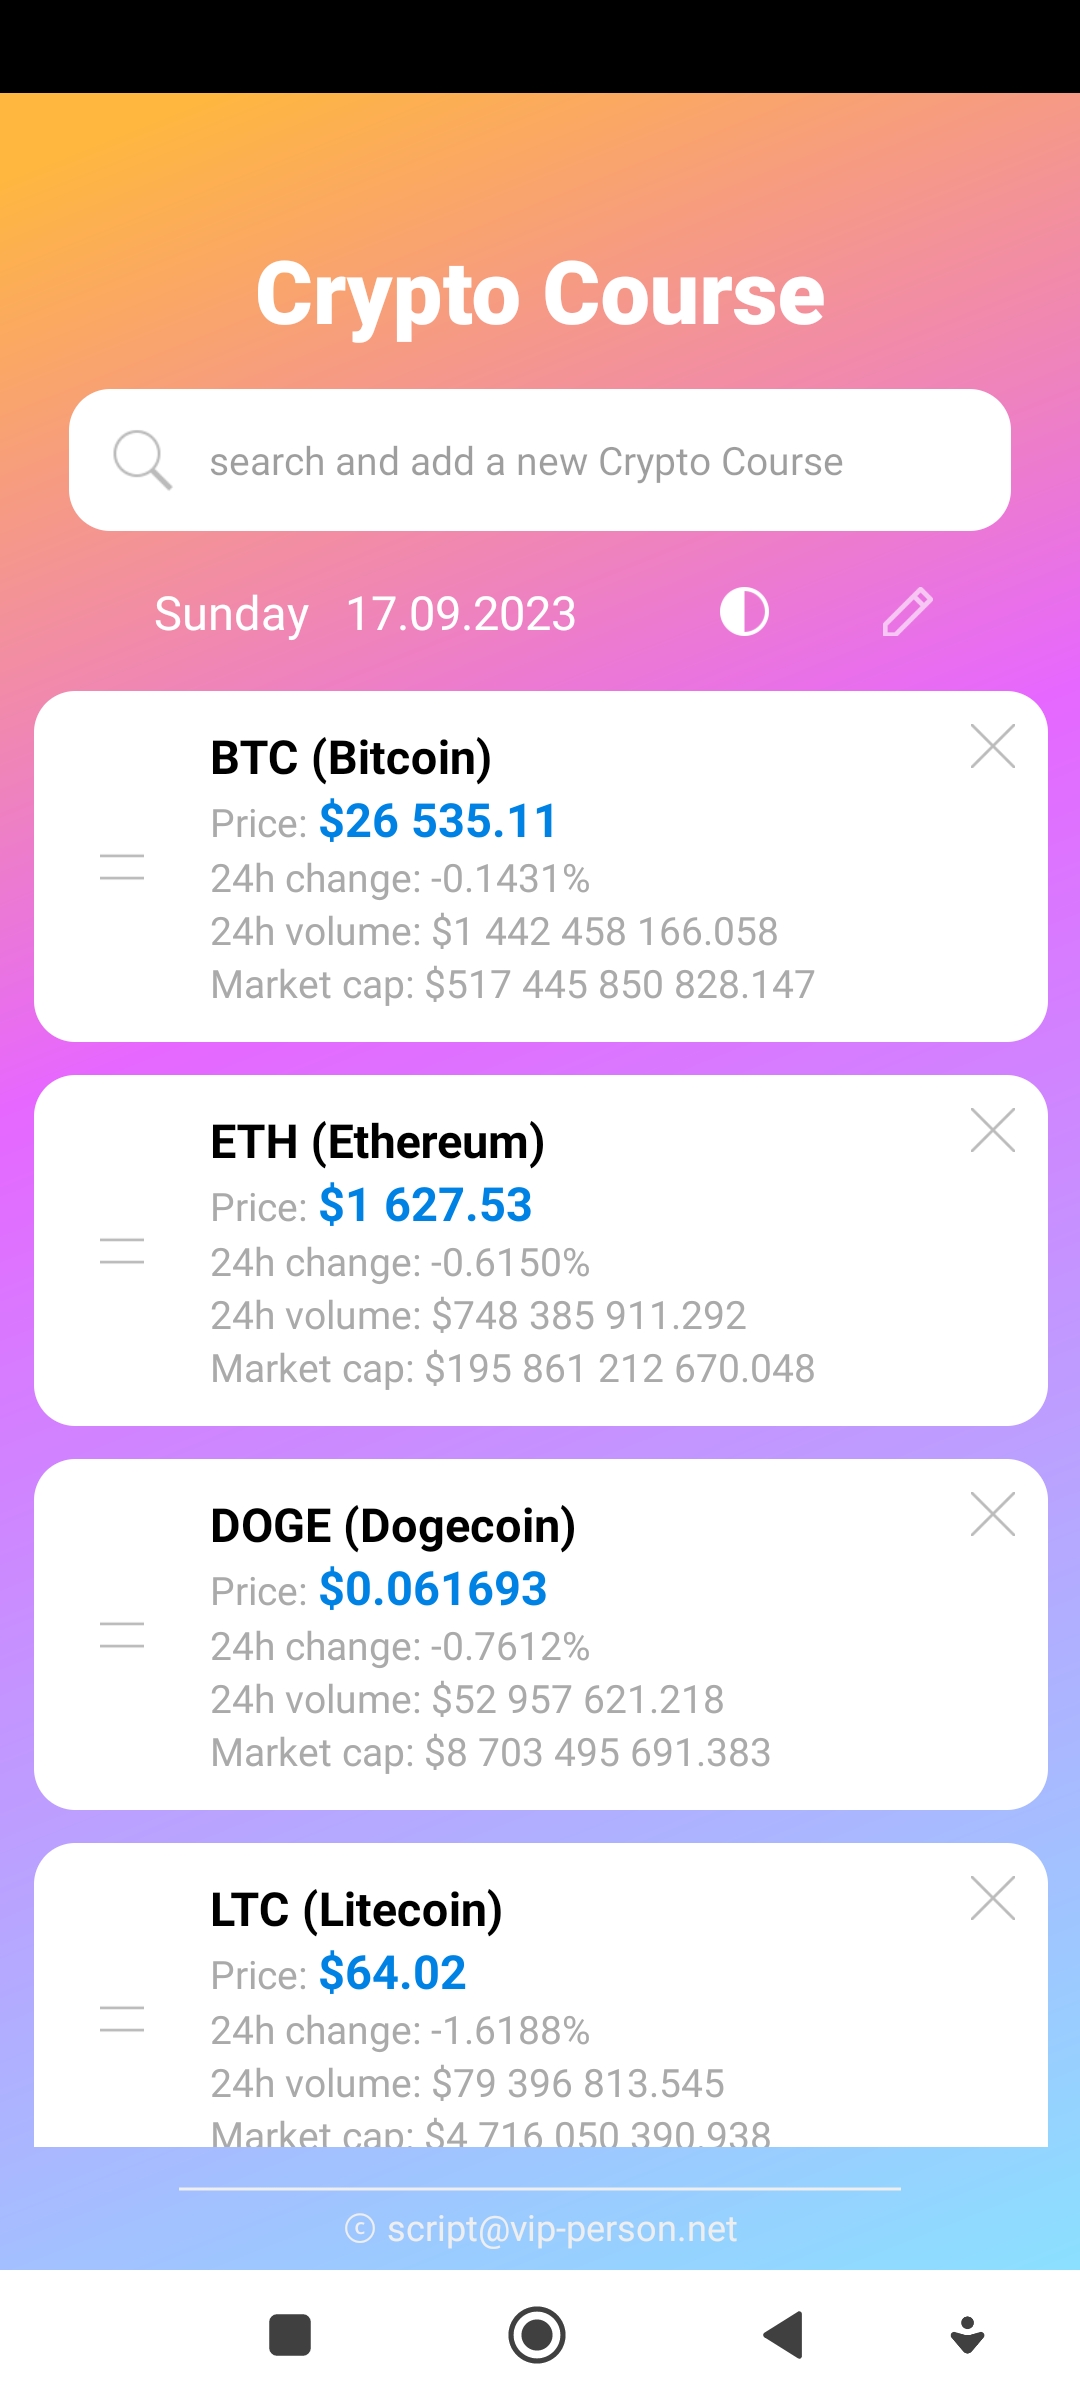 Crypto Course
search and add a new Crypto Course
Sunday 17.09.2023
BTC (Bitcoin)
Price: $26 535.11
24h change: -0.1431%
24h volume: $1 442 458 166.058
Market cap: $517 445 850 828.147
ETH (Ethereum)
Price: $1 627.53
24h change: -0.6150%
24h volume: $748 385 911.292
Market cap: $195 861 212 670.048
DOGE (Dogecoin)
Price: $0.061693
24h change: -0.7612%
24h volume: $52 957 621.218
Market cap: $8 703 495 691.383
LTC (Litecoin)
Price: $64.02
24h change: -1.6188%
24h volume: $79 396 813.545
Market cap: $4 716 050 390.938
© script@vip-person.net